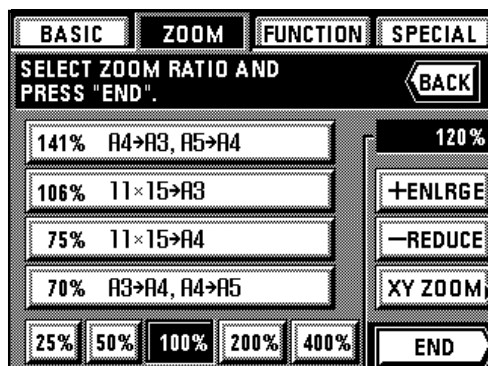 BASIC ZOOM FUNCTION SPECIAL
SELECT ZOOM RATIO AND
PRESS "END".
BACK
120%
141% A4→A3, A5→A4
106% 11×15→A3
+ENLRGE
75% 11×15→A4
−REDUCE
70% A3→A4, A4→A5
XY ZOOM
25% 50% 100% 200% 400%
END